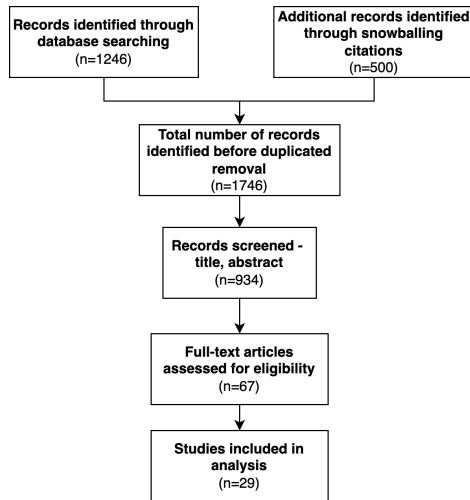 Records identified through
database searching
(n=1246)
Additional records identified
through snowballing
citations
(n=500)
Total number of records
identified before duplicated
removal
(n=1746)
Records screened -
title, abstract
(n=934)
Full-text articles
assessed for eligibility
(n=67)
Studies included in
analysis
(n=29)